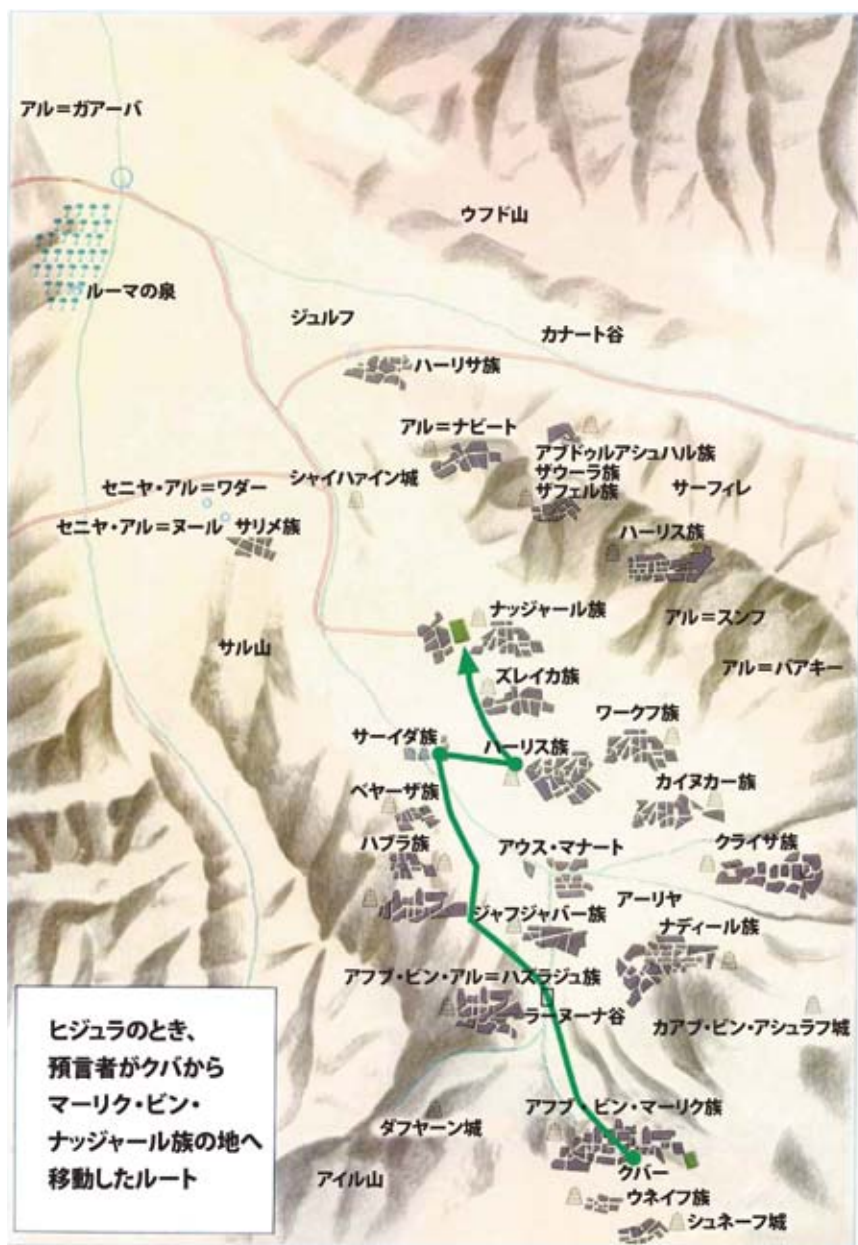 アル＝ガアーバ
ウフド山
ルーマの泉
ジュルフ
カナート谷
ハーリサ族
アル＝ナビート
アブドゥルアシュハル族
ザウーラ族
ザフェル族
サーフィレ
シャイハァイン城
セニヤ・アル＝ワダー
セニヤ・アル＝ヌール
サリメ族
ハーリス族
ナッジャール族
アル＝スンフ
サル山
アル＝バアキー
ズレイカ族
ワークフ族
サーイダ族
ハーリス族
カイヌカー族
ベヤーザ族
ハブラ族
アウス・マナート
クライサ族
アーリヤ
ジャフジャバー族
ナディール族
アフブ・ビン・アル＝ハズラジュ族
ラーヌーナ谷
カアブ・ビン・アシュラフ城
ヒジュラのとき、
預言者がクバから
マーリク・ビン・
ナッジャール族の地へ
移動したルート
アフブ・ビン・マーリク族
ダフヤーン城
クバー
アイル山
ウネイフ族
シュネーフ城